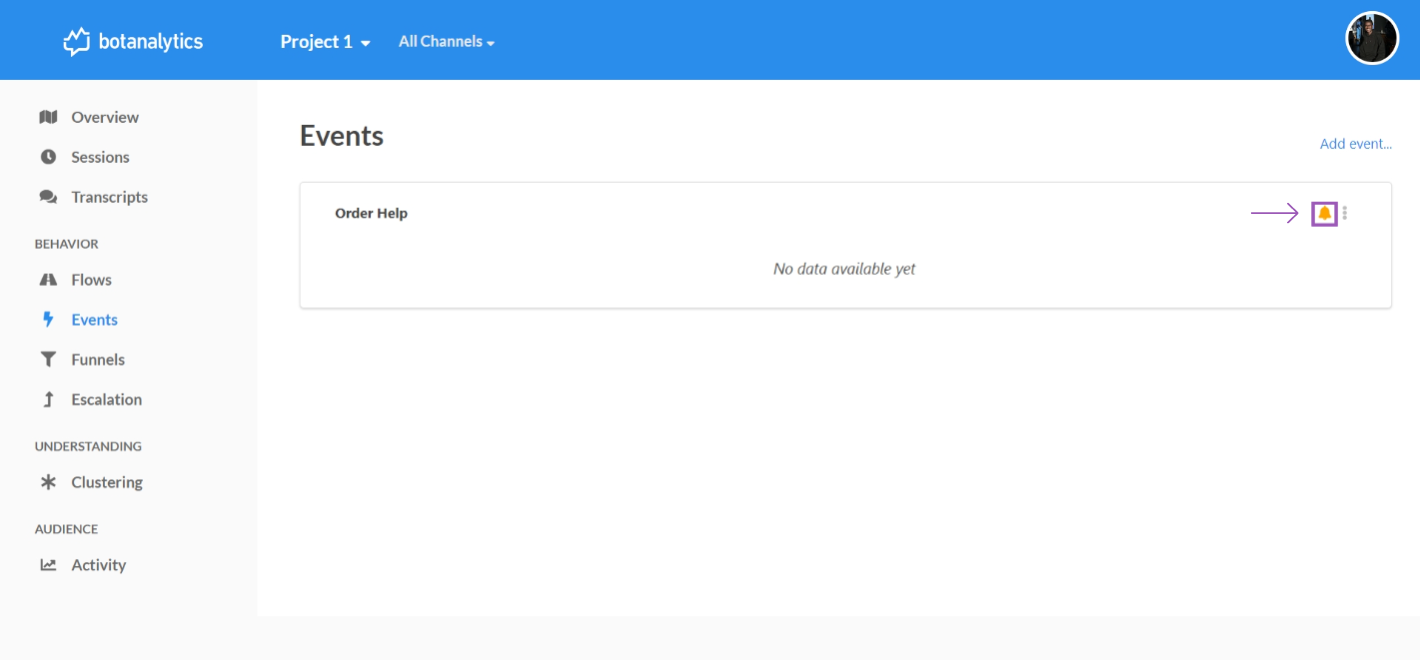 botanalytics
Project 1
All Channels
Overview
Sessions
Transcripts
BEHAVIOR
Flows
Events
Funnels
Escalation
UNDERSTANDING
Clustering
AUDIENCE
Activity
Events
Add event...
Order Help
No data available yet